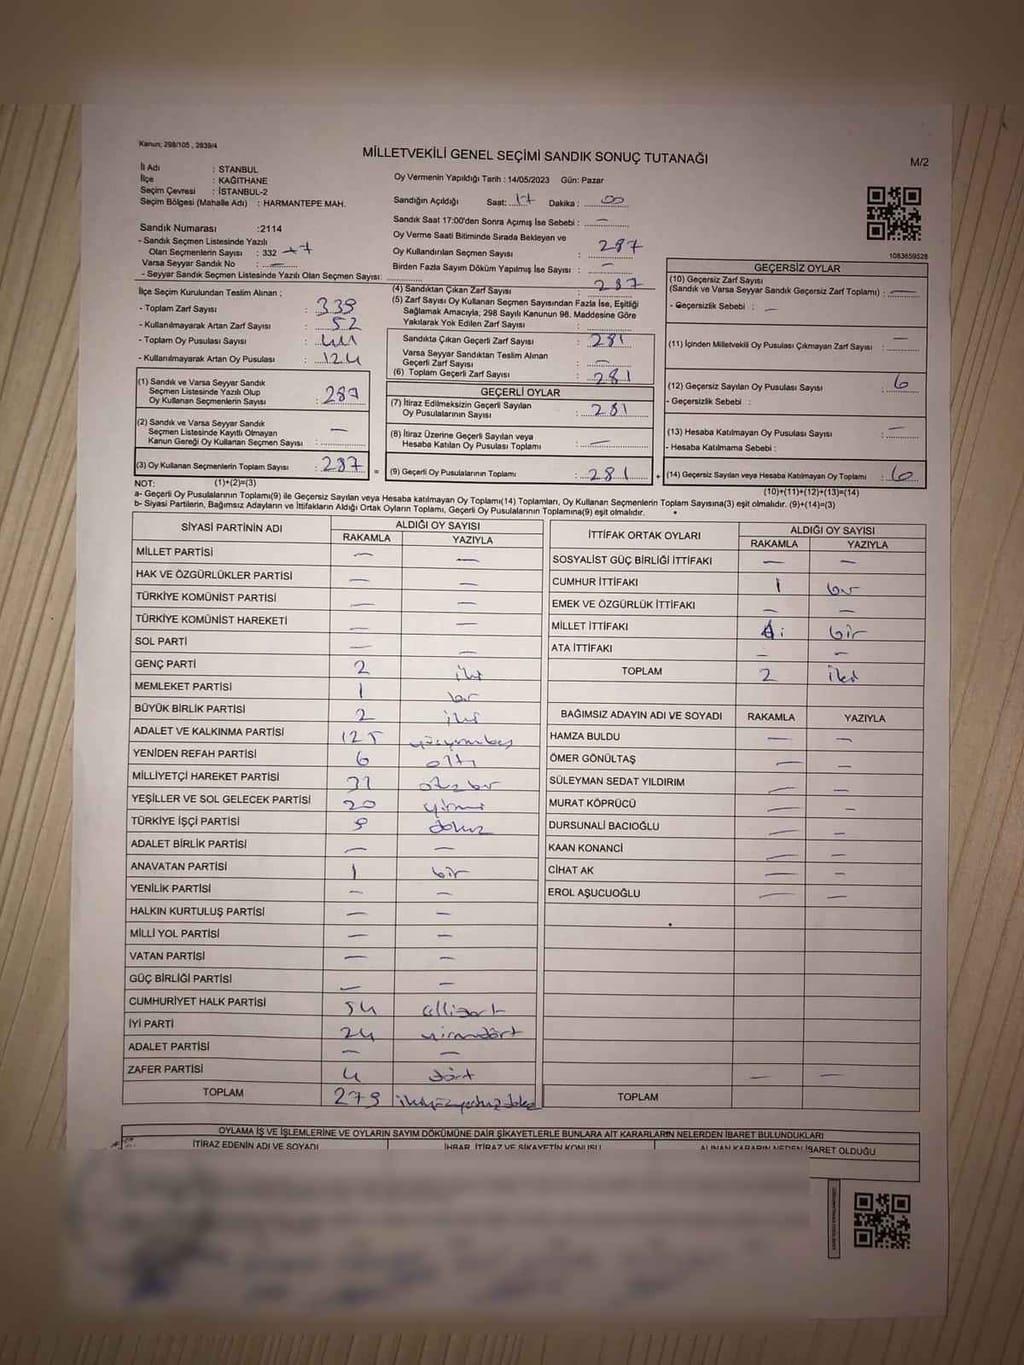 Kanun; 298/105 , 2839/4
MİLLETVEKİLİ GENEL SEÇİMİ SANDIK SONUÇ TUTANAĞI
M/2
İl Adı : STANBUL
İlçe : KAĞITHANE
Seçim Çevresi : İSTANBUL-2
Seçim Bölgesi (Mahalle Adı) : HARMANTEPE MAH.
Oy Vermenin Yapıldığı Tarih : 14/05/2023 Gün: Pazar
Sandığın Açıldığı Saat: 17 Dakika : 00
Sandık Saat 17:00'den Sonra Açımış İse Sebebi : —
Oy Verme Saati Bitiminde Sırada Bekleyen ve
Oy Kullandırılan Seçmen Sayısı : 287
Birden Fazla Sayım Döküm Yapılmış İse Sayısı : —
Sandık Numarası :2114
- Sandık Seçmen Listesinde Yazılı
Olan Seçmenlerin Sayısı : 332 +7
Varsa Seyyar Sandık No : —
- Seyyar Sandık Seçmen Listesinde Yazılı Olan Seçmen Sayısı:
1083659528
İlçe Seçim Kurulundan Teslim Alınan ;
- Toplam Zarf Sayısı : 339
- Kullanılmayarak Artan Zarf Sayısı : 52
- Toplam Oy Pusulası Sayısı : 411
- Kullanılmayarak Artan Oy Pusulası : 124
(1) Sandık ve Varsa Seyyar Sandık
Seçmen Listesinde Yazılı Olup
Oy Kullanan Seçmenlerin Sayısı : 287
(2) Sandık ve Varsa Seyyar Sandık
Seçmen Listesinde Kayıtlı Olmayan
Kanun Gereği Oy Kullanan Seçmen Sayısı : —
(3) Oy Kullanan Seçmenlerin Toplam Sayısı : 287 =
(4) Sandıktan Çıkan Zarf Sayısı : 287
(5) Zarf Sayısı Oy Kullanan Seçmen Sayısından Fazla İse, Eşitliği
Sağlamak Amacıyla, 298 Sayılı Kanunun 98. Maddesine Göre
Yakılarak Yok Edilen Zarf Sayısı :
Sandıkta Çıkan Geçerli Zarf Sayısı : 281
Varsa Seyyar Sandıktan Teslim Alınan
Geçerli Zarf Sayısı : —
(6) Toplam Geçerli Zarf Sayısı : 281
GEÇERLİ OYLAR
(7) İtiraz Edilmeksizin Geçerli Sayılan
Oy Pusulalarının Sayısı : 281
(8) İtiraz Üzerine Geçerli Sayılan veya
Hesaba Katılan Oy Pusulası Toplamı : —
(9) Geçerli Oy Pusulalarının Toplamı : 281 +
GEÇERSİZ OYLAR
(10) Geçersiz Zarf Sayısı
(Sandık ve Varsa Seyyar Sandık Geçersiz Zarf Toplamı) : —
- Geçersizlik Sebebi : —
(11) İçinden Milletvekili Oy Pusulası Çıkmayan Zarf Sayısı : —
(12) Geçersiz Sayılan Oy Pusulası Sayısı : 6
- Geçersizlik Sebebi :
(13) Hesaba Katılmayan Oy Pusulası Sayısı : —
- Hesaba Katılmama Sebebi :
(14) Geçersiz Sayılan veya Hesaba Katılmayan Oy Toplamı : 6
NOT: (1)+(2)=(3)
(10)+(11)+(12)+(13)=(14)
a- Geçerli Oy Pusulalarının Toplamı(9) ile Geçersiz Sayılan veya Hesaba katılmayan Oy Toplamı(14) Toplamları, Oy Kullanan Seçmenlerin Toplam Sayısına(3) eşit olmalıdır. (9)+(14)=(3)
b- Siyasi Partilerin, Bağımsız Adayların ve İttifakların Aldığı Ortak Oyların Toplamı, Geçerli Oy Pusulalarının Toplamına(9) eşit olmalıdır.
SİYASİ PARTİNİN ADI ALDIĞI OY SAYISI
RAKAMLA YAZIYLA
MİLLET PARTİSİ — —
HAK VE ÖZGÜRLÜKLER PARTİSİ — —
TÜRKİYE KOMÜNİST PARTİSİ — —
TÜRKİYE KOMÜNİST HAREKETİ — —
SOL PARTİ — —
GENÇ PARTİ 2 iki
MEMLEKET PARTİSİ 1 bir
BÜYÜK BİRLİK PARTİSİ 2 iki
ADALET VE KALKINMA PARTİSİ 125 yüzyirmibeş
YENİDEN REFAH PARTİSİ 6 altı
MİLLİYETÇİ HAREKET PARTİSİ 31 otuzbir
YEŞİLLER VE SOL GELECEK PARTİSİ 20 yirmi
TÜRKİYE İŞÇİ PARTİSİ 9 dokuz
ADALET BİRLİK PARTİSİ — —
ANAVATAN PARTİSİ 1 bir
YENİLİK PARTİSİ — —
HALKIN KURTULUŞ PARTİSİ — —
MİLLİ YOL PARTİSİ — —
VATAN PARTİSİ — —
GÜÇ BİRLİĞİ PARTİSİ — —
CUMHURİYET HALK PARTİSİ 54 ellidört
İYİ PARTİ 24 yirmidört
ADALET PARTİSİ — —
ZAFER PARTİSİ 4 dört
TOPLAM 279 ikiyüzyetmişdokuz
İTTİFAK ORTAK OYLARI ALDIĞI OY SAYISI
RAKAMLA YAZIYLA
SOSYALİST GÜÇ BİRLİĞİ İTTİFAKI — —
CUMHUR İTTİFAKI 1 bir
EMEK VE ÖZGÜRLÜK İTTİFAKI — —
MİLLET İTTİFAKI 1 bir
ATA İTTİFAKI — —
TOPLAM 2 iki
BAĞIMSIZ ADAYIN ADI VE SOYADI RAKAMLA YAZIYLA
HAMZA BULDU — —
ÖMER GÖNÜLTAŞ — —
SÜLEYMAN SEDAT YILDIRIM — —
MURAT KÖPRÜCÜ — —
DURSUNALİ BACIOĞLU — —
KAAN KONANCİ — —
CİHAT AK — —
EROL AŞUCUOĞLU — —
— —
TOPLAM
OYLAMA İŞ VE İŞLEMLERİNE VE OYLARIN SAYIM DÖKÜMÜNE DAİR ŞİKAYETLERLE BUNLARA AİT KARARLARIN NELERDEN İBARET BULUNDUKLARI
İTİRAZ EDENİN ADI VE SOYADI İHBAR, İTİRAZ VE ŞİKAYETİN KONUSU ALINAN KARARIN NEDEN İBARET OLDUĞU